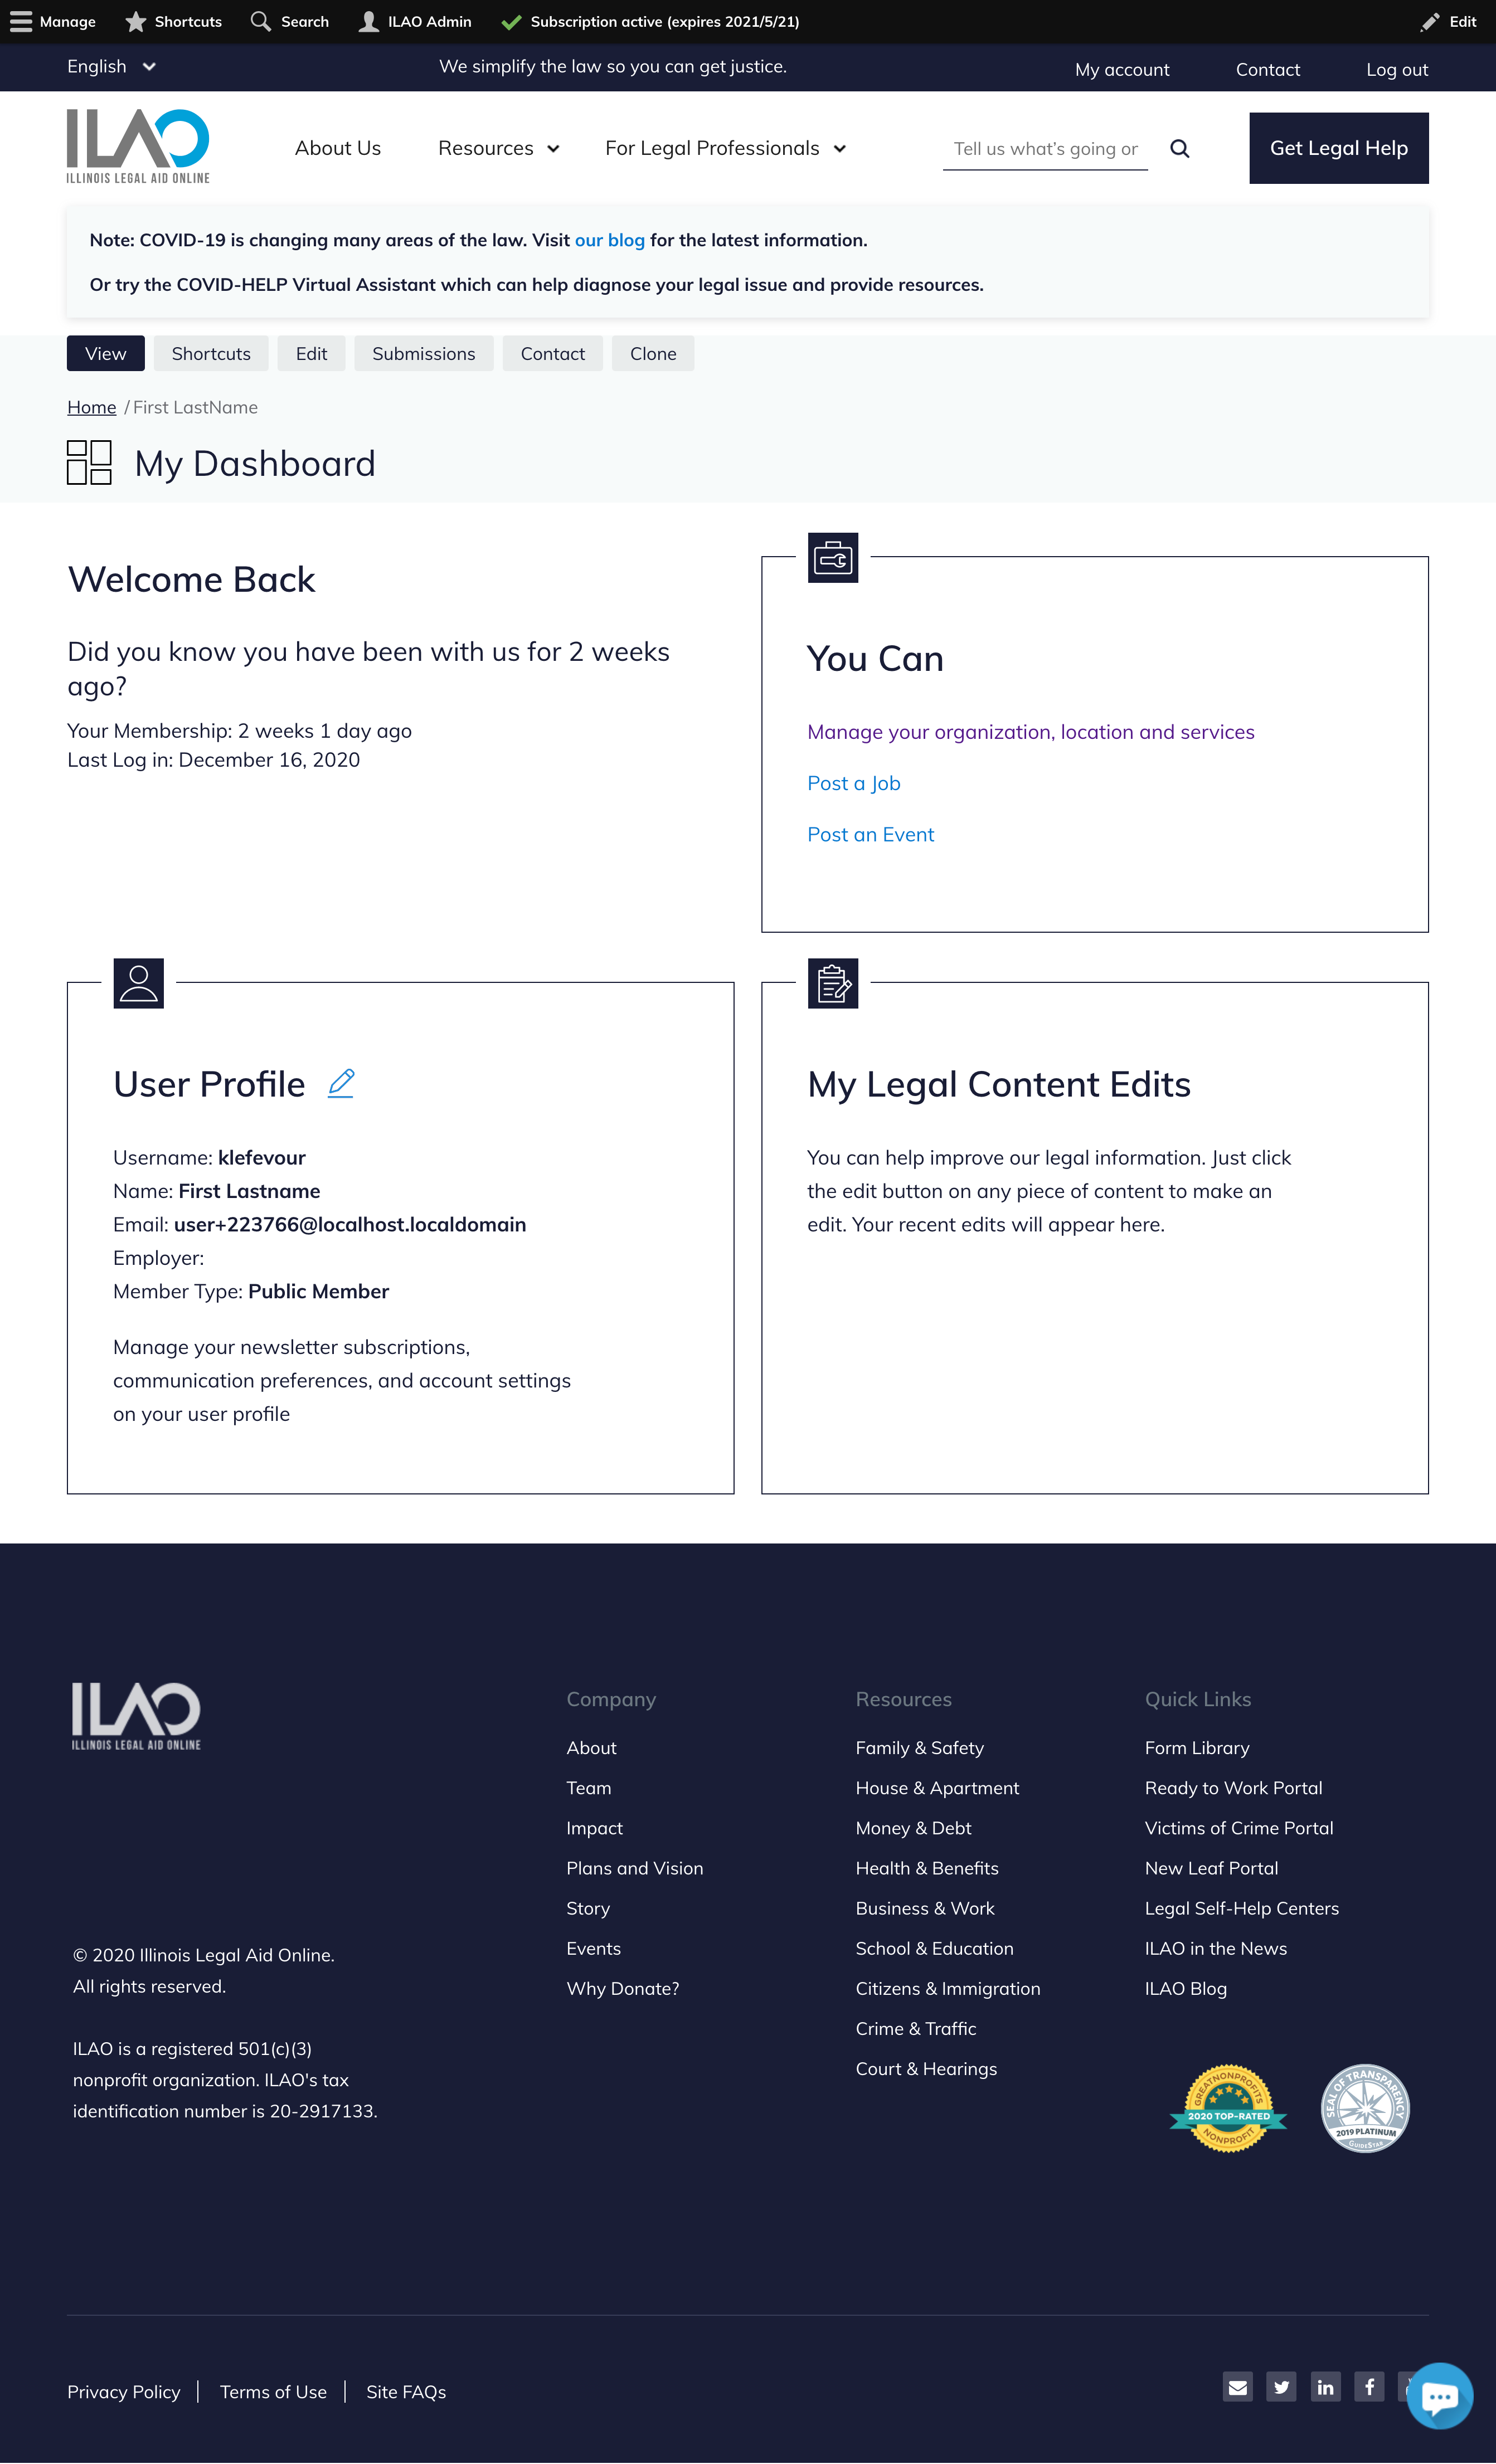 Manage Shortcuts Search ILAO Admin Subscription active (expires 2021/5/21) Edit
English We simplify the law so you can get justice. My account Contact Log out
ILAO
ILLINOIS LEGAL AID ONLINE
About Us Resources For Legal Professionals Tell us what's going or Get Legal Help
Note: COVID-19 is changing many areas of the law. Visit our blog for the latest information.
Or try the COVID-HELP Virtual Assistant which can help diagnose your legal issue and provide resources.
View Shortcuts Edit Submissions Contact Clone
Home / First LastName
My Dashboard
Welcome Back
Did you know you have been with us for 2 weeks
ago?
Your Membership: 2 weeks 1 day ago
Last Log in: December 16, 2020
You Can
Manage your organization, location and services
Post a Job
Post an Event
User Profile
Username: klefevour
Name: First Lastname
Email: user+223766@localhost.localdomain
Employer:
Member Type: Public Member
Manage your newsletter subscriptions,
communication preferences, and account settings
on your user profile
My Legal Content Edits
You can help improve our legal information. Just click
the edit button on any piece of content to make an
edit. Your recent edits will appear here.
ILAO
ILLINOIS LEGAL AID ONLINE
© 2020 Illinois Legal Aid Online.
All rights reserved.
ILAO is a registered 501(c)(3)
nonprofit organization. ILAO's tax
identification number is 20-2917133.
Company
About
Team
Impact
Plans and Vision
Story
Events
Why Donate?
Resources
Family & Safety
House & Apartment
Money & Debt
Health & Benefits
Business & Work
School & Education
Citizens & Immigration
Crime & Traffic
Court & Hearings
Quick Links
Form Library
Ready to Work Portal
Victims of Crime Portal
New Leaf Portal
Legal Self-Help Centers
ILAO in the News
ILAO Blog
GREATNONPROFITS
2020 TOP-RATED
NONPROFIT
SEAL OF TRANSPARENCY
2019 PLATINUM
GUIDESTAR
Privacy Policy Terms of Use Site FAQs